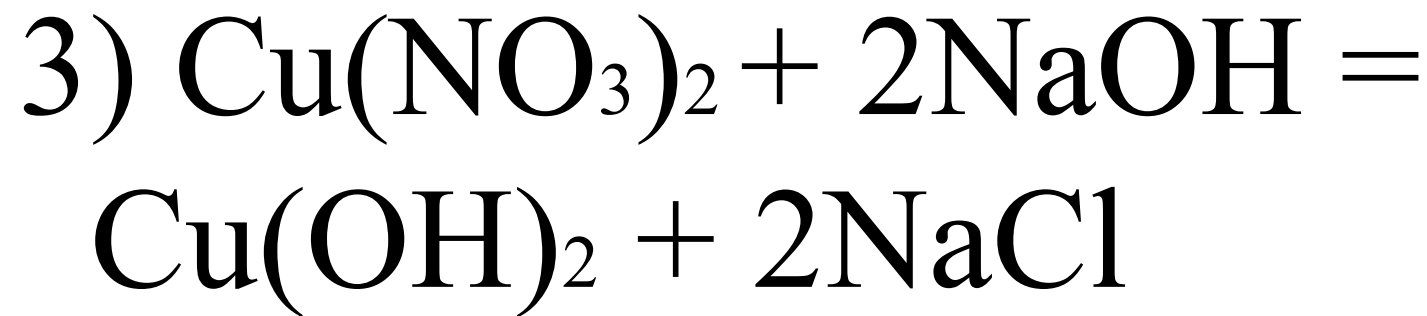 3) Cu(NO₃)₂ + 2NaOH =
Cu(OH)₂ + 2NaCl